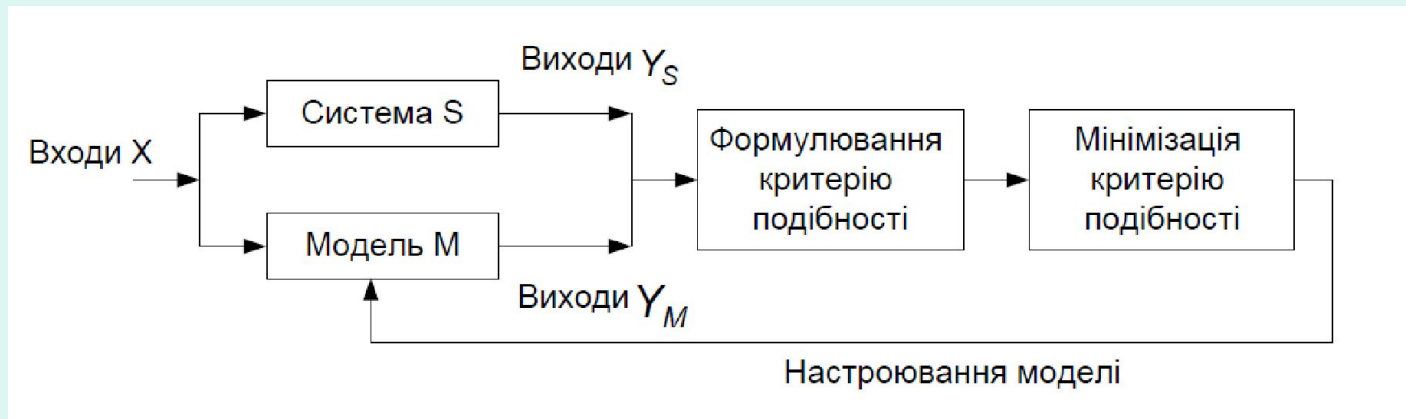 Виходи Y_S
Система S
Входи X
Модель M
Виходи Y_M
Формулювання
критерію
подібності
Мінімізація
критерію
подібності
Настроювання моделі